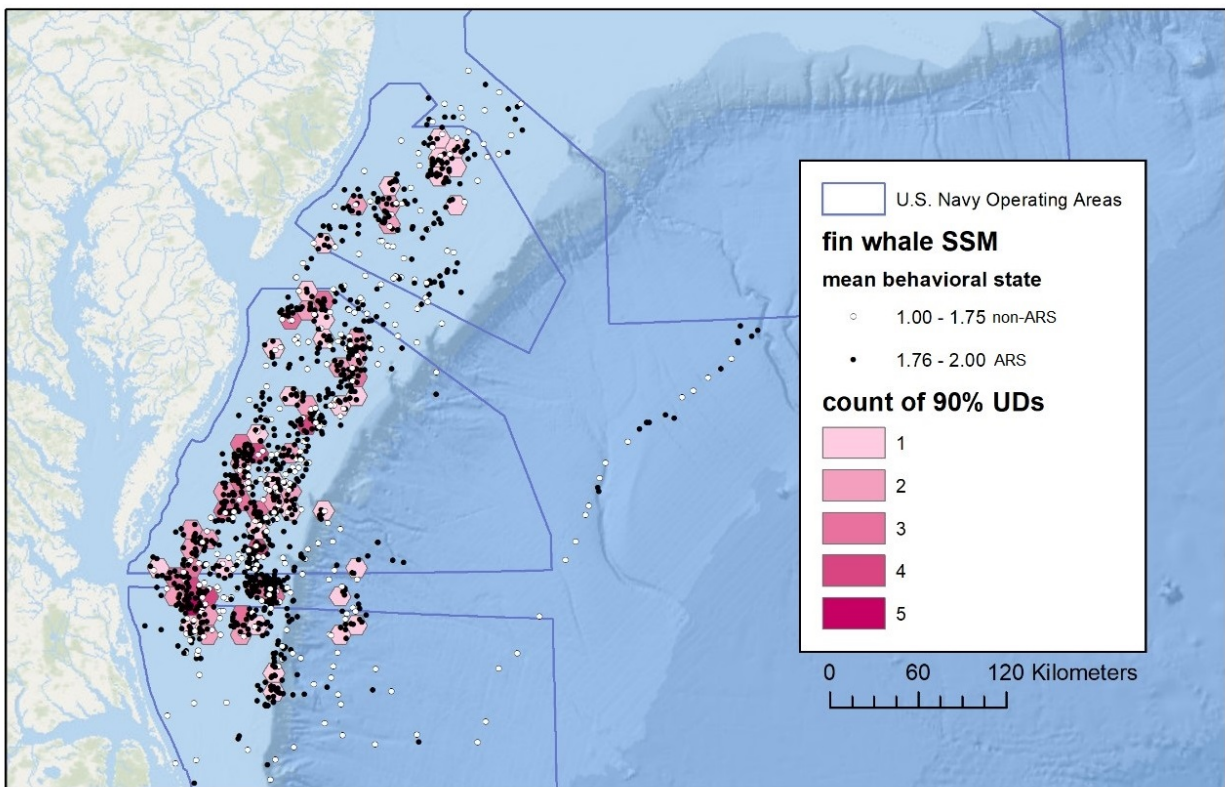 U.S. Navy Operating Areas
fin whale SSM
mean behavioral state
1.00 - 1.75 non-ARS
1.76 - 2.00 ARS
count of 90% UDs
1
2
3
4
5
0 60 120 Kilometers